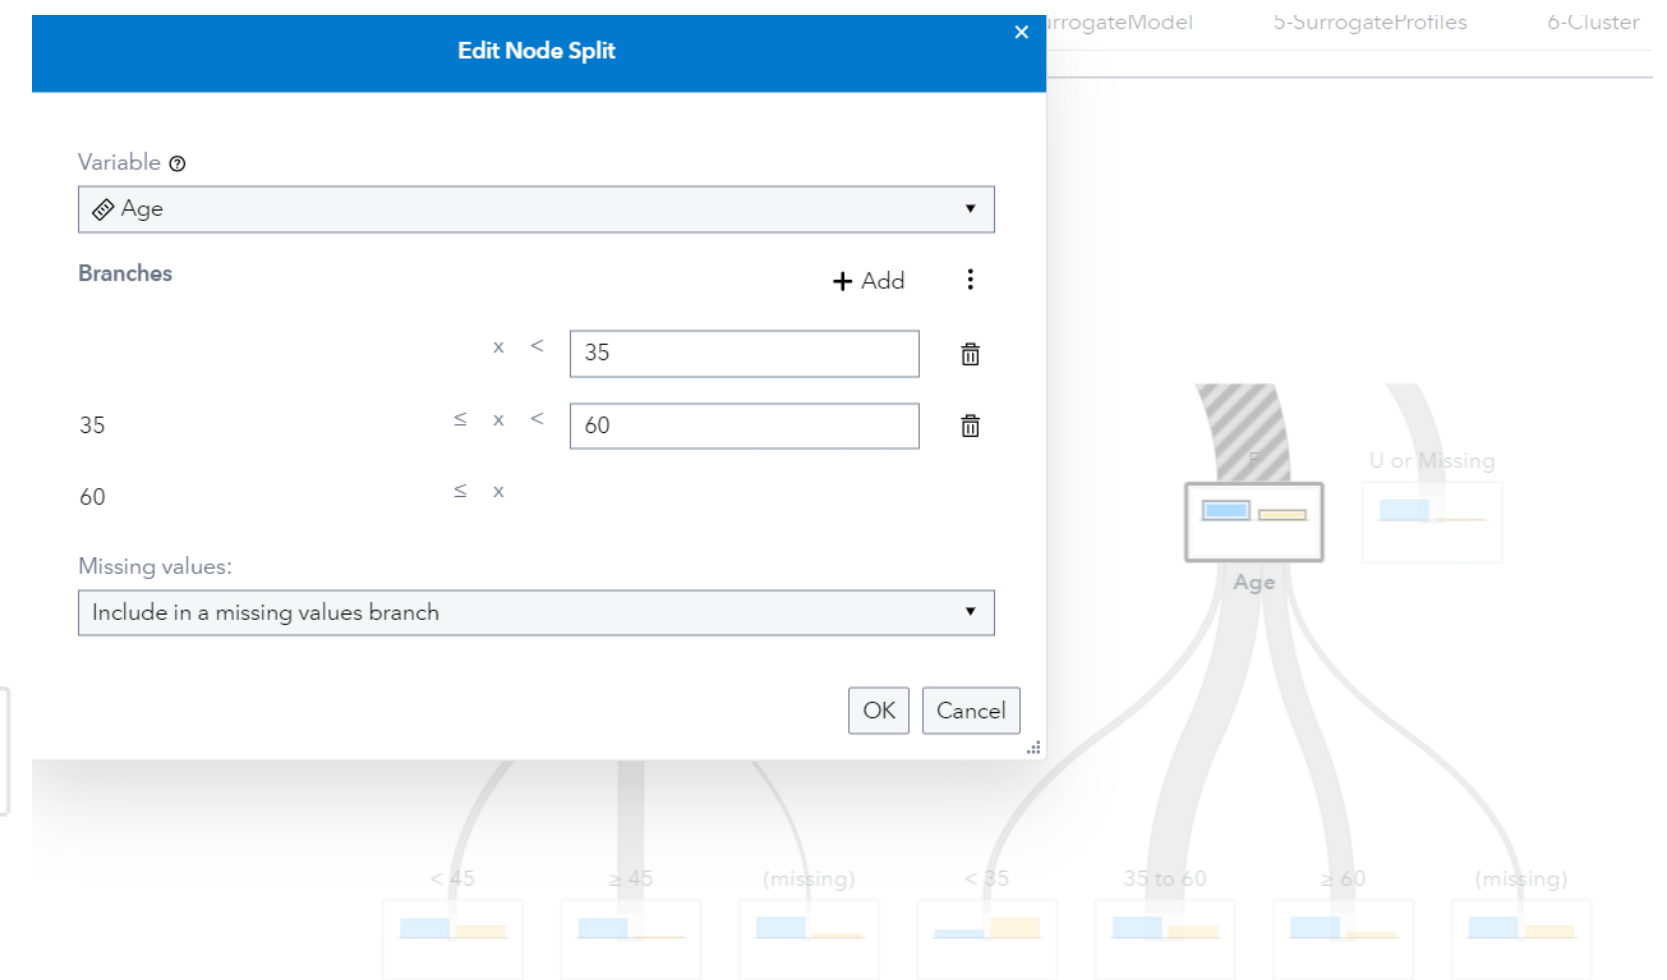 urrogateModel 5-SurrogateProfiles 6-Cluster
Edit Node Split
Variable
Age
Branches
+ Add
x < 35
35 ≤ x < 60
60 ≤ x
Missing values:
Include in a missing values branch
OK Cancel
F U or Missing
Age
< 45 ≥ 45 (missing) < 35 35 to 60 ≥ 60 (missing)